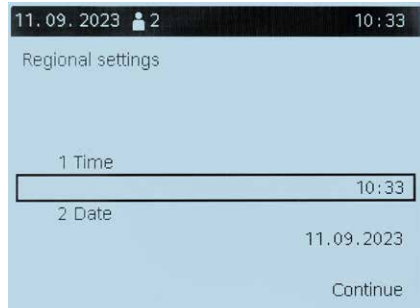 11.09.2023 2 10:33
Regional settings
1 Time
10:33
2 Date
11.09.2023
Continue